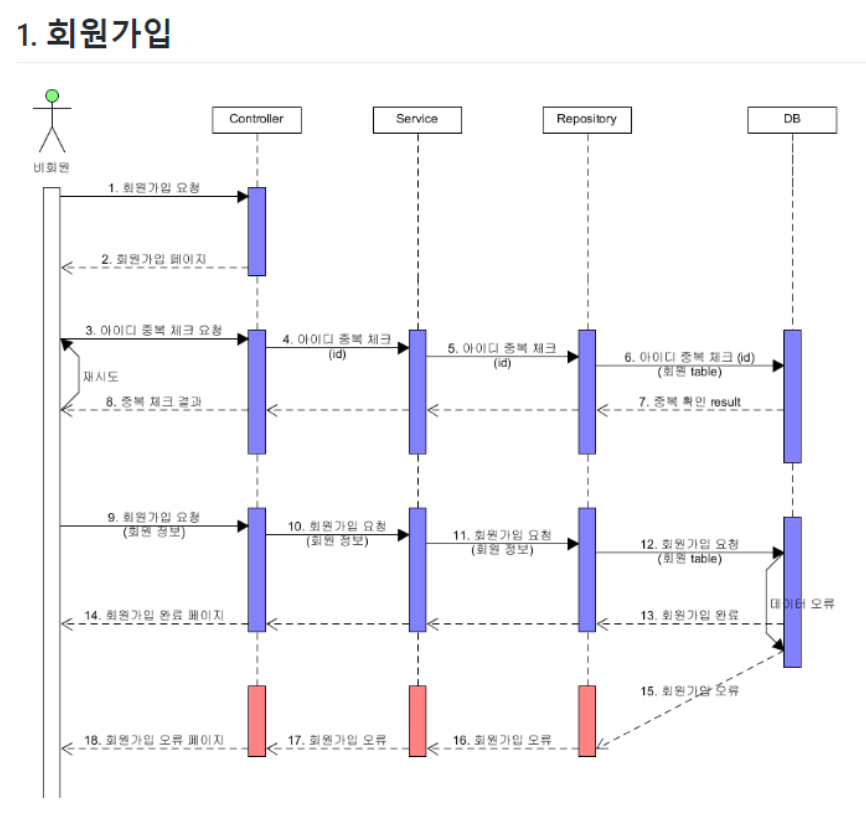 1. 회원가입
Controller
Service
Repository
DB
비회원
1. 회원가입 요청
2. 회원가입 페이지
3. 아이디 중복 체크 요청
4. 아이디 중복 체크
(id)
5. 아이디 중복 체크
(id)
6. 아이디 중복 체크 (id)
(회원 table)
재시도
8. 중복 체크 결과
7. 중복 확인 result
9. 회원가입 요청
(회원 정보)
10. 회원가입 요청
(회원 정보)
11. 회원가입 요청
(회원 정보)
12. 회원가입 요청
(회원 table)
데이터 오류
14. 회원가입 완료 페이지
13. 회원가입 완료
15. 회원가입 오류
18. 회원가입 오류 페이지
17. 회원가입 오류
16. 회원가입 오류